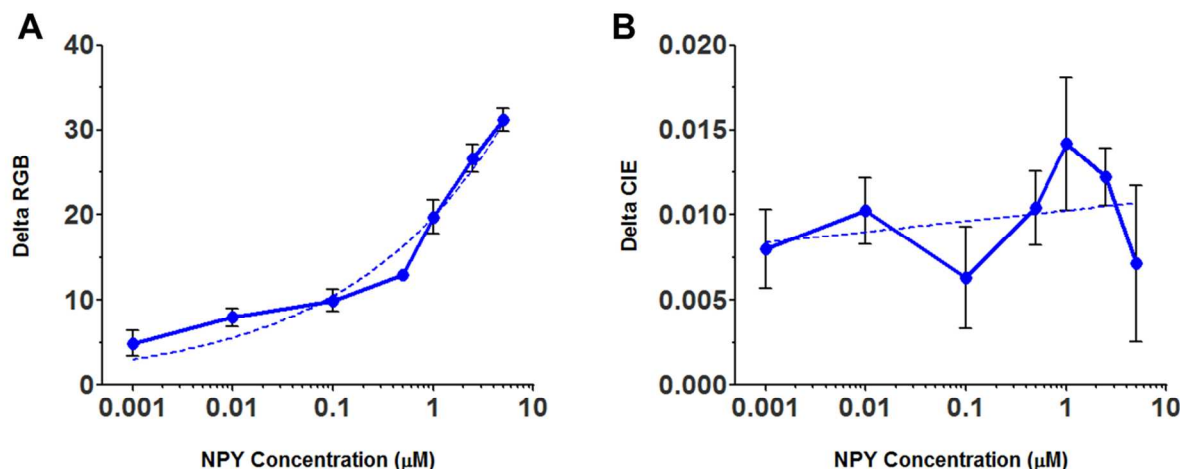 A
Delta RGB
40
30
20
10
0
0.001 0.01 0.1 1 10
NPY Concentration (μM)
B
Delta CIE
0.020
0.015
0.010
0.005
0.000
0.001 0.01 0.1 1 10
NPY Concentration (μM)